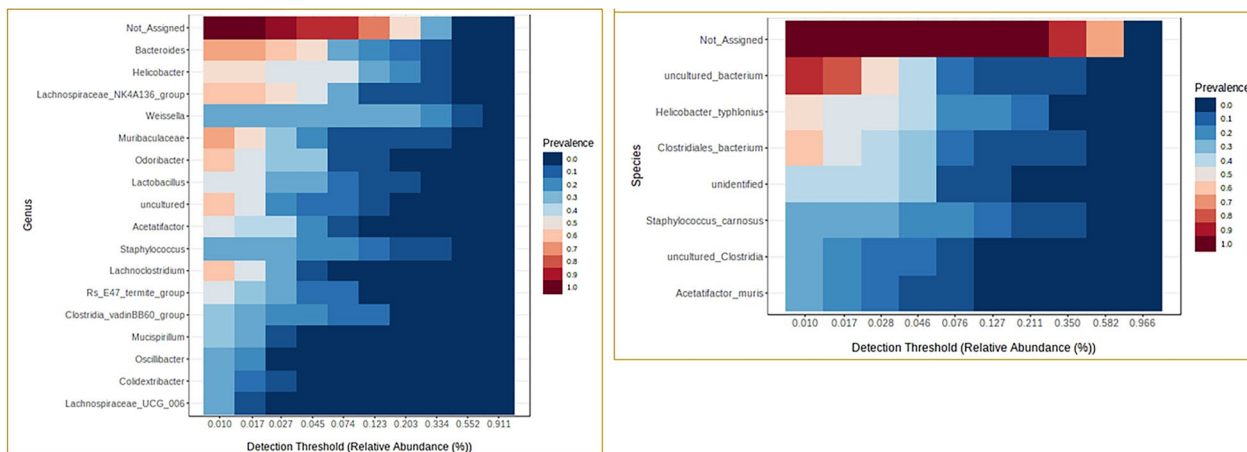 Not_Assigned
Bacteroides
Helicobacter
Lachnospiraceae_NK4A136_group
Weissella
Muribaculaceae
Odoribacter
Lactobacillus
uncultured
Acetatifactor
Staphylococcus
Lachnoclostridium
Rs_E47_termite_group
Clostridia_vadinBB60_group
Mucispirillum
Oscillibacter
Colidextribacter
Lachnospiraceae_UCG_006
Genus
0.010 0.017 0.027 0.045 0.074 0.123 0.203 0.334 0.552 0.911
Detection Threshold (Relative Abundance (%))
Prevalence
0.0
0.1
0.2
0.3
0.4
0.5
0.6
0.7
0.8
0.9
1.0
Not_Assigned
uncultured_bacterium
Helicobacter_typhlonius
Clostridiales_bacterium
unidentified
Staphylococcus_carnosus
uncultured_Clostridia
Acetatifactor_muris
Species
0.010 0.017 0.028 0.046 0.076 0.127 0.211 0.350 0.582 0.966
Detection Threshold (Relative Abundance (%))
Prevalence
0.0
0.1
0.2
0.3
0.4
0.5
0.6
0.7
0.8
0.9
1.0